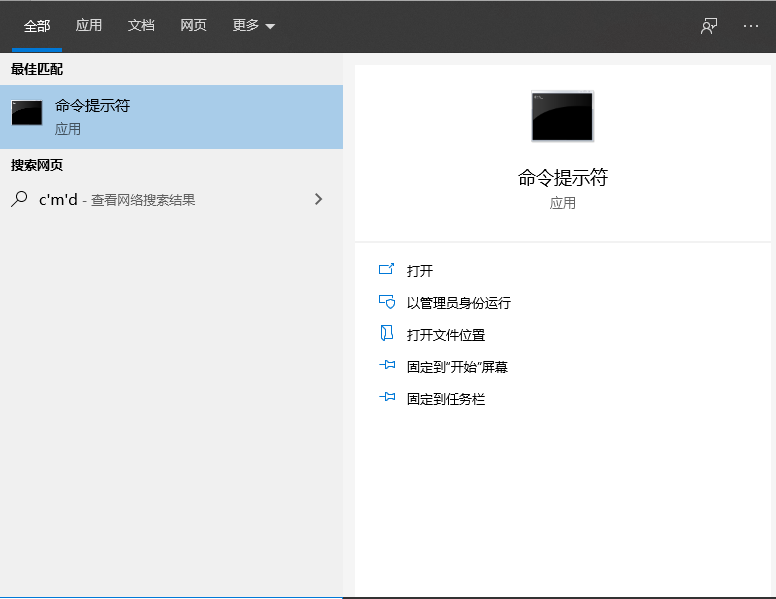 全部 应用 文档 网页 更多
最佳匹配
命令提示符
应用
搜索网页
c'm'd - 查看网络搜索结果
命令提示符
应用
打开
以管理员身份运行
打开文件位置
固定到"开始"屏幕
固定到任务栏